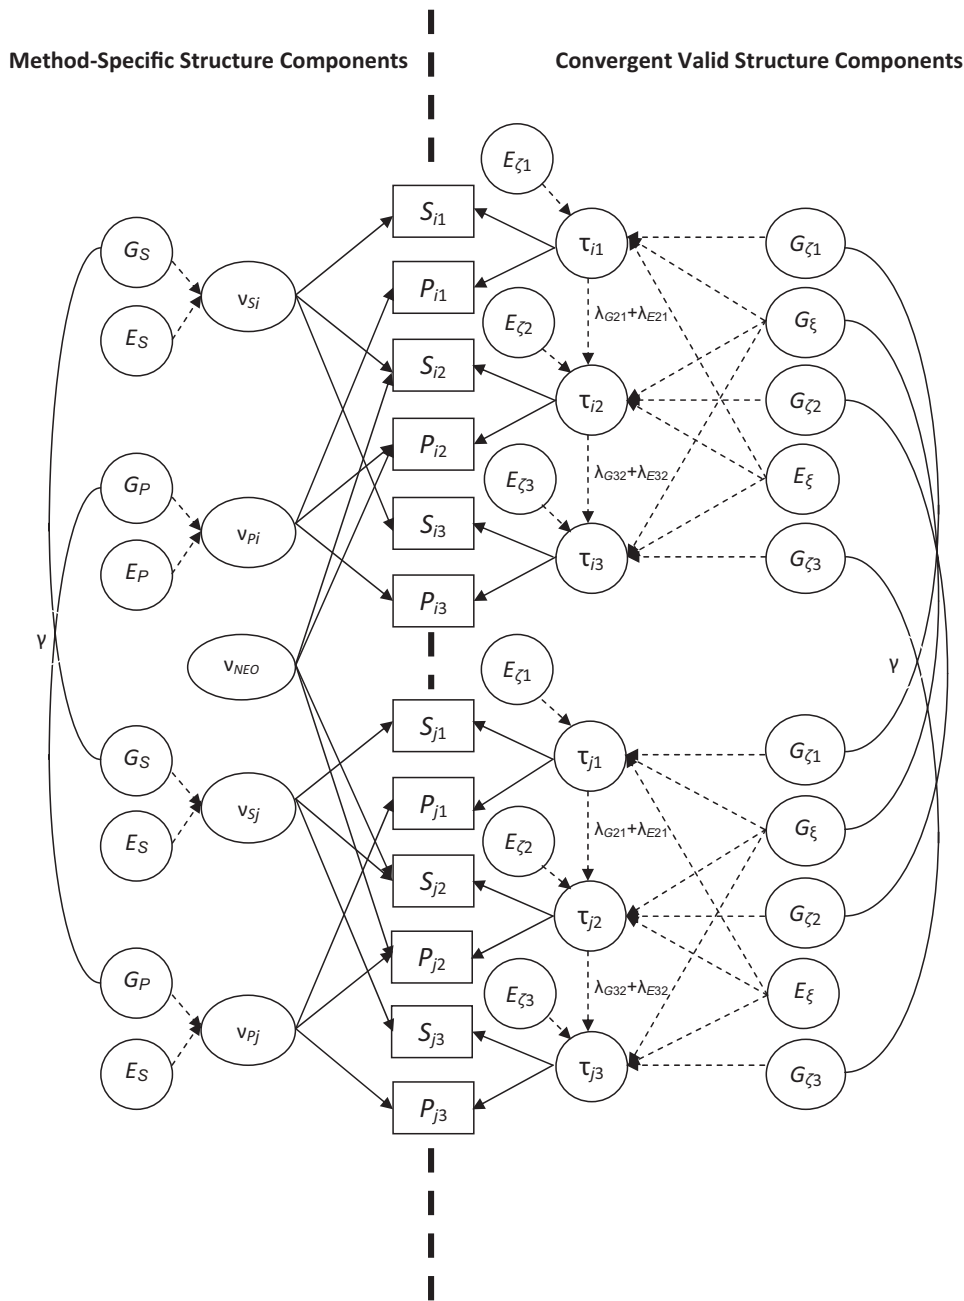 Method-Specific Structure Components
Convergent Valid Structure Components
Eζ1
Si1
Gζ1
GS
τi1
νSi
Pi1
λG21+λE21
Gξ
Eζ2
ES
Si2
τi2
Gζ2
Pi2
GP
λG32+λE32
Eξ
Eζ3
νPi
Si3
EP
τi3
Gζ3
Pi3
γ
νNEO
γ
Eζ1
Sj1
GS
τj1
Gζ1
νSj
Pj1
λG21+λE21
Gξ
Eζ2
ES
Sj2
τj2
Gζ2
Pj2
GP
λG32+λE32
Eξ
Eζ3
νPj
Sj3
ES
τj3
Gζ3
Pj3